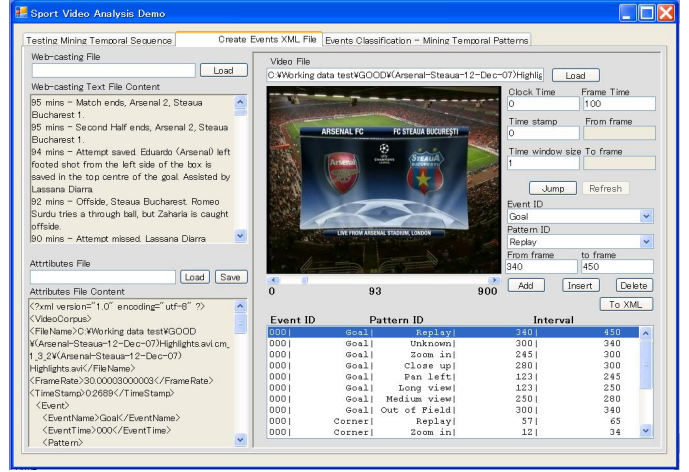 Sport Video Analysis Demo
Testing Mining Temporal Sequence
Create Events XML File
Events Classification - Mining Temporal Patterns
Web-casting File
Load
Web-casting Text File Content
95 mins - Match ends, Arsenal 2, Steaua
Bucharest 1.
95 mins - Second Half ends, Arsenal 2, Steaua
Bucharest 1.
94 mins - Attempt saved. Eduardo (Arsenal) left
footed shot from the left side of the box is
saved in the top centre of the goal. Assisted by
Lassana Diarra.
92 mins - Offside, Steaua Bucharest. Romeo
Surdu tries a through ball, but Zaharia is caught
offside.
90 mins - Attempt missed. Lassana Diarra
Attrtibutes File
Load Save
Attributes File Content
<?xml version="1.0" encoding="utf-8" ?>
<VideoCorpus>
<FileName>C:¥Working data test¥GOOD
¥(Arsenal-Steaua-12-Dec-07)Highlights.avi.cm_
1_3_2¥(Arsenal-Steaua-12-Dec-07)
Highlights.avi</FileName>
<FrameRate>30.00003000003</FrameRate>
<TimeStamp>0.2689</TimeStamp>
<Event>
<EventName>Goal</EventName>
<EventTime>000</EventTime>
<Pattern>
Video File
C:¥Working data test¥GOOD¥(Arsenal-Steaua-12-Dec-07)Highlig
Load
ARSENAL FC
FC STEAUA BUCUREŞTI
Arsenal
CHAMPIONS
LEAGUE
STEAUA
LIVE FROM ARSENAL STADIUM, LONDON
0 93 900
Clock Time Frame Time
0 100
Time stamp From frame
0
Time window size To frame
1
Jump Refresh
Event ID
Goal
Pattern ID
Replay
From frame to frame
340 450
Add Insert Delete
To XML
Event ID Pattern ID Interval
000| Goal| Replay| 340| 450
000| Goal| Unknown| 300| 340
000| Goal| Zoom in| 245| 300
000| Goal| Close up| 280| 300
000| Goal| Pan left| 123| 245
000| Goal| Long view| 123| 250
000| Goal| Medium view| 250| 280
000| Goal| Out of Field| 300| 340
000| Corner| Replay| 57| 65
000| Corner| Zoom in| 12| 34